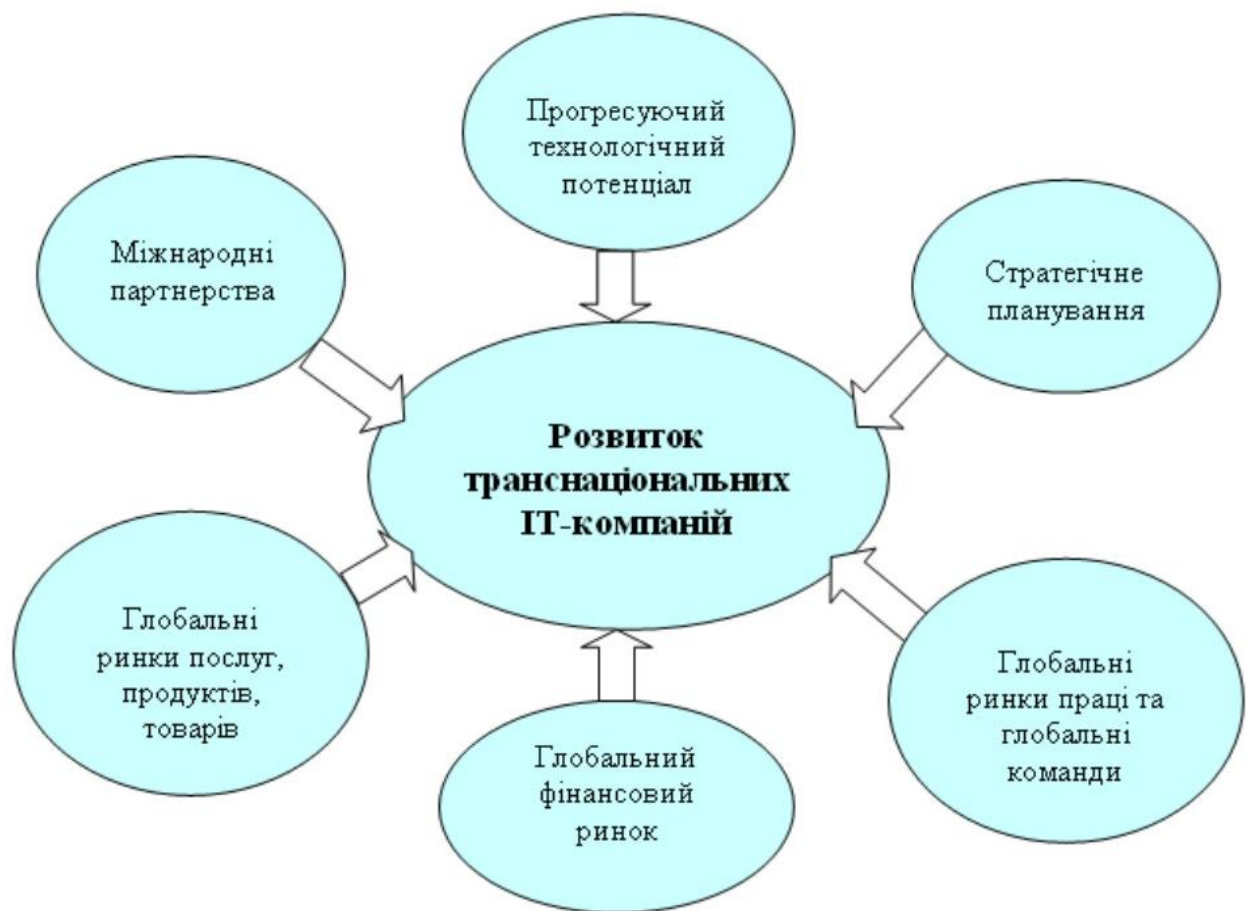 Прогресуючий
технологічний
потенціал
Міжнародні
партнерства
Стратегічне
планування
Розвиток
транснаціональних
ІТ-компаній
Глобальні
ринки послуг,
продуктів,
товарів
Глобальні
ринки праці та
глобальні
команди
Глобальний
фінансовий
ринок